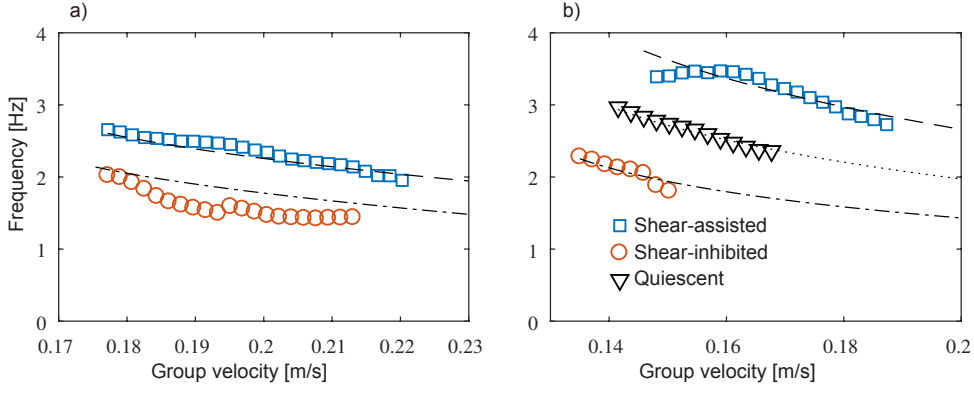 a)
b)
Frequency [Hz]
4
3
2
1
0
0.17
0.18
0.19
0.2
0.21
0.22
0.23
Group velocity [m/s]
4
3
2
1
0
0.14
0.16
0.18
0.2
Group velocity [m/s]
Shear-assisted
Shear-inhibited
Quiescent